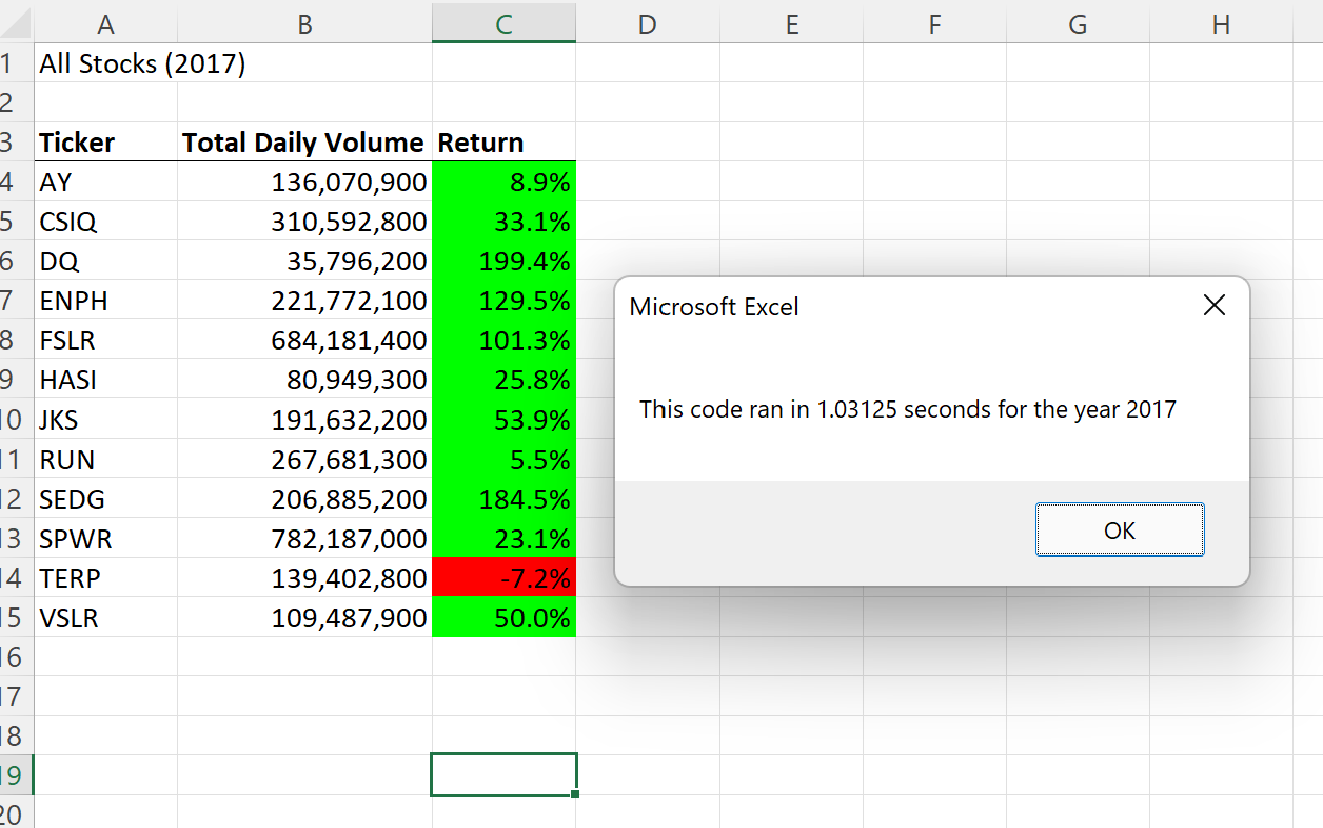 A B C D E F G H
1 All Stocks (2017)
2
3 Ticker Total Daily Volume Return
4 AY 136,070,900 8.9%
5 CSIQ 310,592,800 33.1%
6 DQ 35,796,200 199.4%
7 ENPH 221,772,100 129.5%
8 FSLR 684,181,400 101.3%
9 HASI 80,949,300 25.8%
10 JKS 191,632,200 53.9%
11 RUN 267,681,300 5.5%
12 SEDG 206,885,200 184.5%
13 SPWR 782,187,000 23.1%
14 TERP 139,402,800 -7.2%
15 VSLR 109,487,900 50.0%
16
17
18
19
20
Microsoft Excel
This code ran in 1.03125 seconds for the year 2017
OK